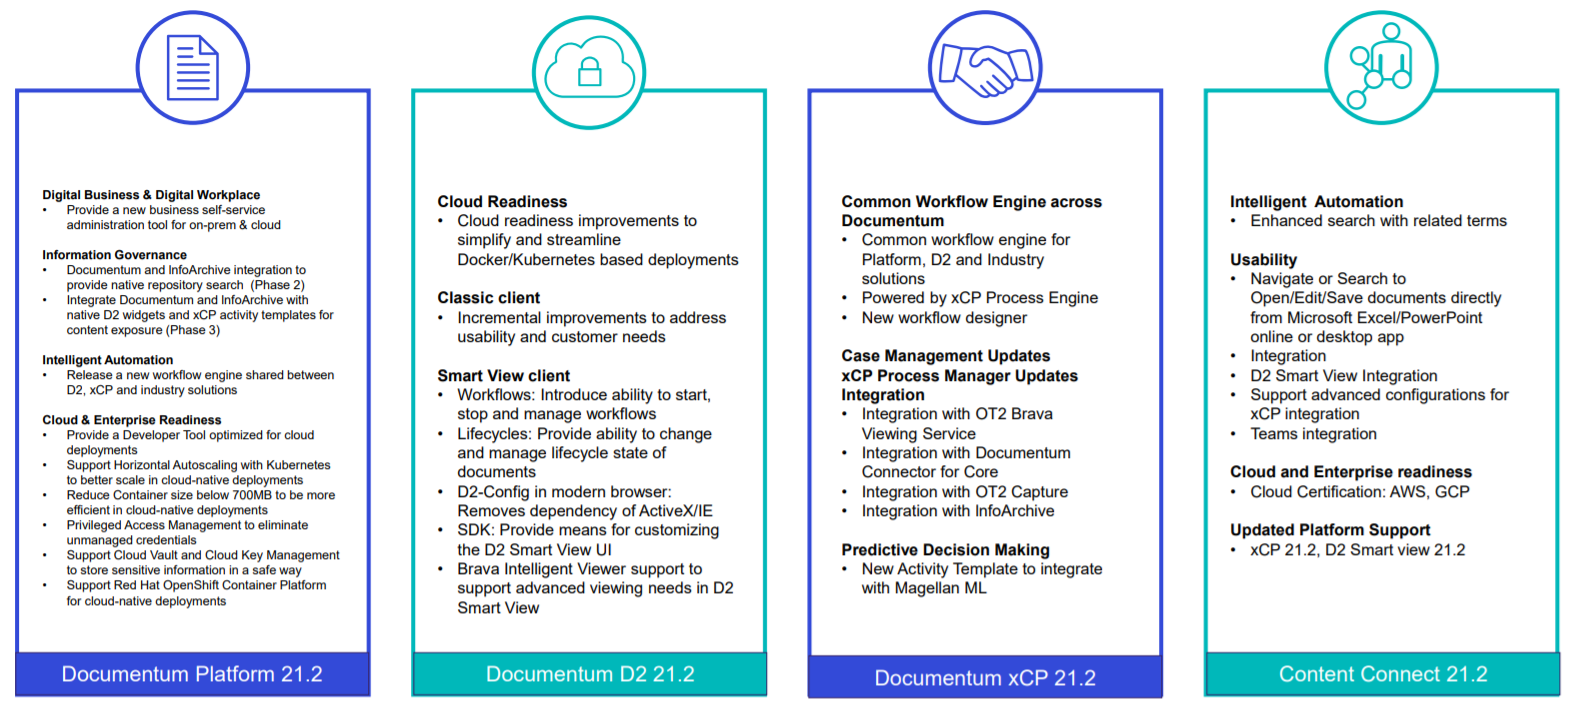 Digital Business & Digital Workplace
• Provide a new business self-service
administration tool for on-prem & cloud
Information Governance
• Documentum and InfoArchive integration to
provide native repository search (Phase 2)
• Integrate Documentum and InfoArchive with
native D2 widgets and xCP activity templates for
content exposure (Phase 3)
Intelligent Automation
• Release a new workflow engine shared between
D2, xCP and industry solutions
Cloud & Enterprise Readiness
• Provide a Developer Tool optimized for cloud
deployments
• Support Horizontal Autoscaling with Kubernetes
to better scale in cloud-native deployments
• Reduce Container size below 700MB to be more
efficient in cloud-native deployments
• Privileged Access Management to eliminate
unmanaged credentials
• Support Cloud Vault and Cloud Key Management
to store sensitive information in a safe way
• Support Red Hat OpenShift Container Platform
for cloud-native deployments
Documentum Platform 21.2
Cloud Readiness
• Cloud readiness improvements to
simplify and streamline
Docker/Kubernetes based deployments
Classic client
• Incremental improvements to address
usability and customer needs
Smart View client
• Workflows: Introduce ability to start,
stop and manage workflows
• Lifecycles: Provide ability to change
and manage lifecycle state of
documents
• D2-Config in modern browser:
Removes dependency of ActiveX/IE
• SDK: Provide means for customizing
the D2 Smart View UI
• Brava Intelligent Viewer support to
support advanced viewing needs in D2
Smart View
Documentum D2 21.2
Common Workflow Engine across
Documentum
• Common workflow engine for
Platform, D2 and Industry
solutions
• Powered by xCP Process Engine
• New workflow designer
Case Management Updates
xCP Process Manager Updates
Integration
• Integration with OT2 Brava
Viewing Service
• Integration with Documentum
Connector for Core
• Integration with OT2 Capture
• Integration with InfoArchive
Predictive Decision Making
• New Activity Template to integrate
with Magellan ML
Documentum xCP 21.2
Intelligent Automation
• Enhanced search with related terms
Usability
• Navigate or Search to
Open/Edit/Save documents directly
from Microsoft Excel/PowerPoint
online or desktop app
• Integration
• D2 Smart View Integration
• Support advanced configurations for
xCP integration
• Teams integration
Cloud and Enterprise readiness
• Cloud Certification: AWS, GCP
Updated Platform Support
• xCP 21.2, D2 Smart view 21.2
Content Connect 21.2